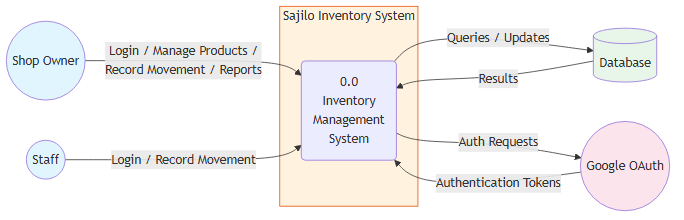 Sajilo Inventory System
Shop Owner
Login / Manage Products /
Record Movement / Reports
0.0
Inventory
Management
System
Queries / Updates
Results
Database
Staff
Login / Record Movement
Auth Requests
Authentication Tokens
Google OAuth